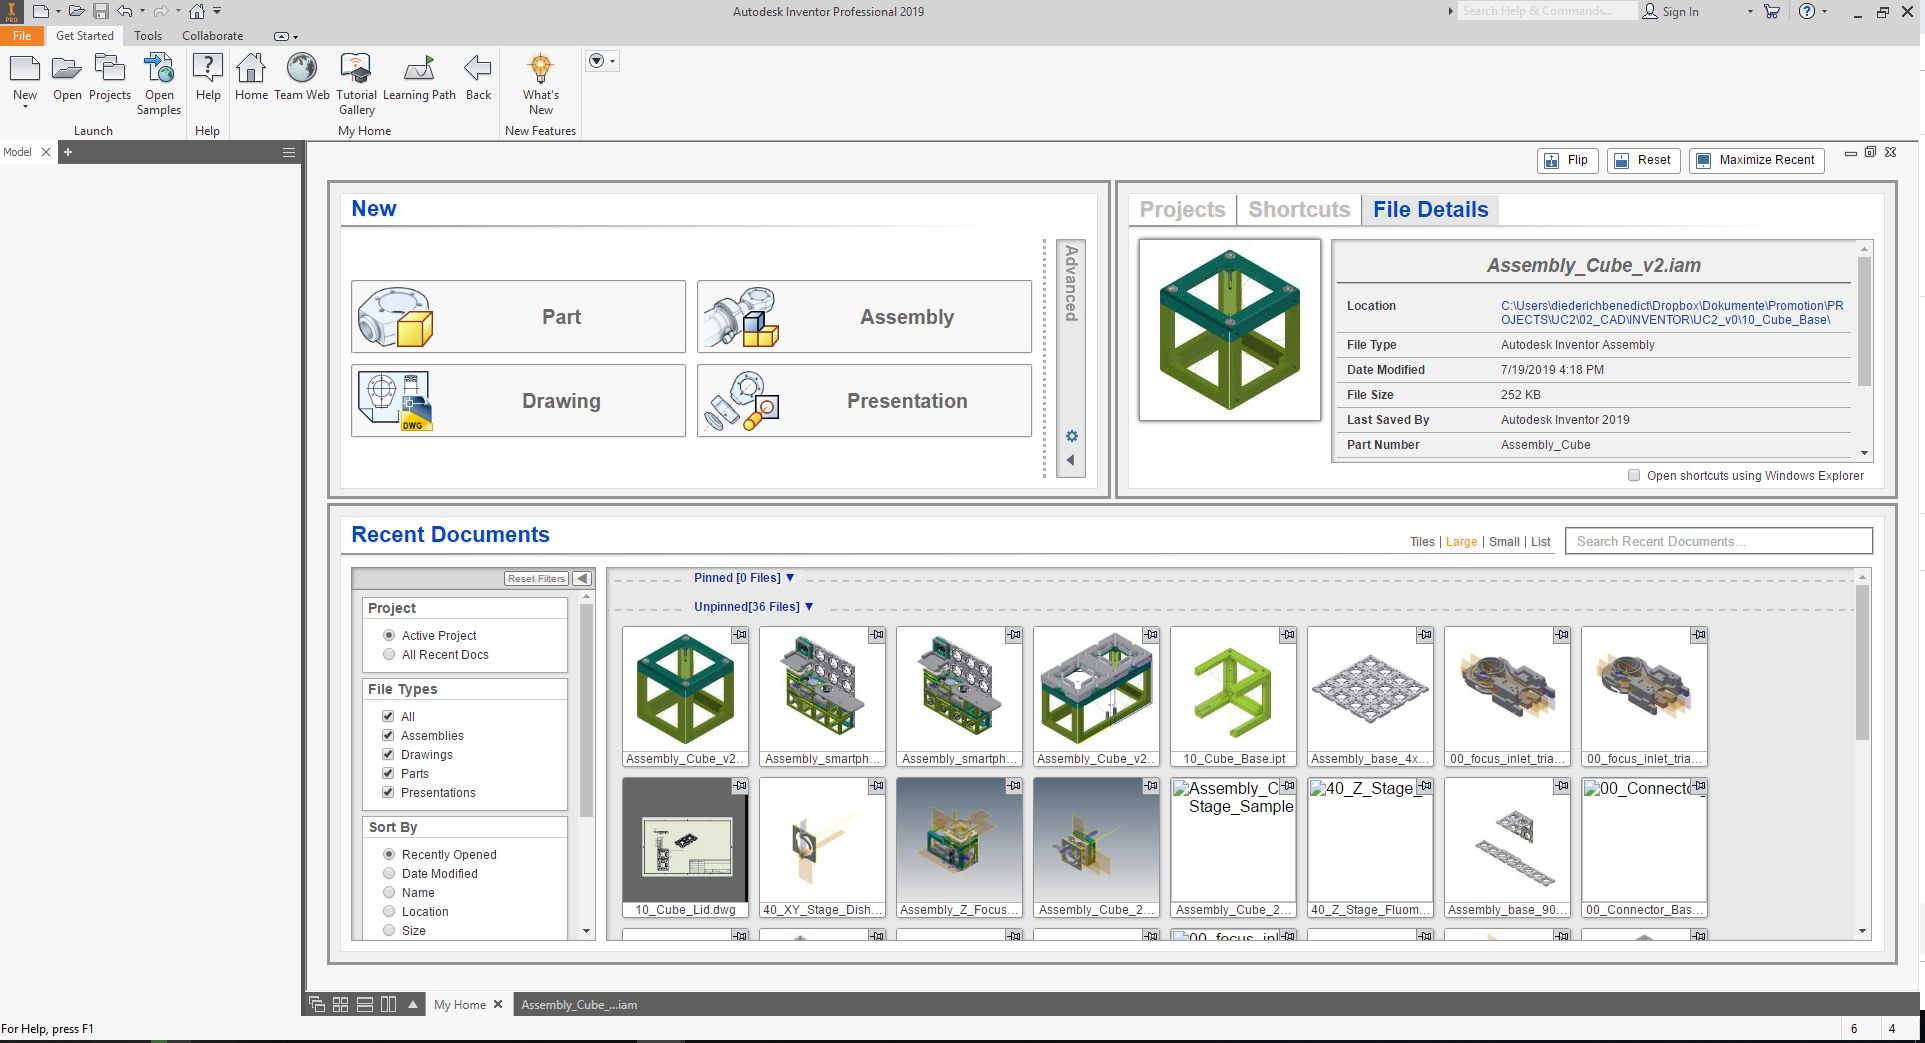 PRO
Autodesk Inventor Professional 2019
Search Help & Commands...
Sign In
File
Get Started
Tools
Collaborate
New
Open
Projects
Open
Samples
Help
Home
Team Web
Tutorial
Gallery
Learning Path
Back
What's
New
Launch
Help
My Home
New Features
Model
Flip
Reset
Maximize Recent
New
Part
Assembly
Drawing
DWG
Presentation
Advanced
Projects
Shortcuts
File Details
Assembly_Cube_v2.iam
Location
C:\Users\diederichbenedict\Dropbox\Dokumente\Promotion\PR
OJECTS\UC2\02_CAD\INVENTOR\UC2_v0\10_Cube_Base\
File Type
Autodesk Inventor Assembly
Date Modified
7/19/2019 4:18 PM
File Size
252 KB
Last Saved By
Autodesk Inventor 2019
Part Number
Assembly_Cube
Open shortcuts using Windows Explorer
Recent Documents
Tiles | Large | Small | List
Search Recent Documents...
Reset Filters
Project
Active Project
All Recent Docs
File Types
All
Assemblies
Drawings
Parts
Presentations
Sort By
Recently Opened
Date Modified
Name
Location
Size
Pinned [0 Files]
Unpinned[36 Files]
Assembly_Cube_v2...
Assembly_smartph...
Assembly_smartph...
Assembly_Cube_v2...
10_Cube_Base.ipt
Assembly_base_4x...
00_focus_inlet_tria...
00_focus_inlet_tria...
Assembly_C
Stage_Sample
40_Z_Stage_
00_Connecto
10_Cube_Lid.dwg
40_XY_Stage_Dish...
Assembly_Z_Focus...
Assembly_Cube_2...
Assembly_Cube_2...
40_Z_Stage_Fluom...
Assembly_base_90...
00_Connector_Bas...
00_focus_inl
My Home
Assembly_Cube_...iam
For Help, press F1
6
4